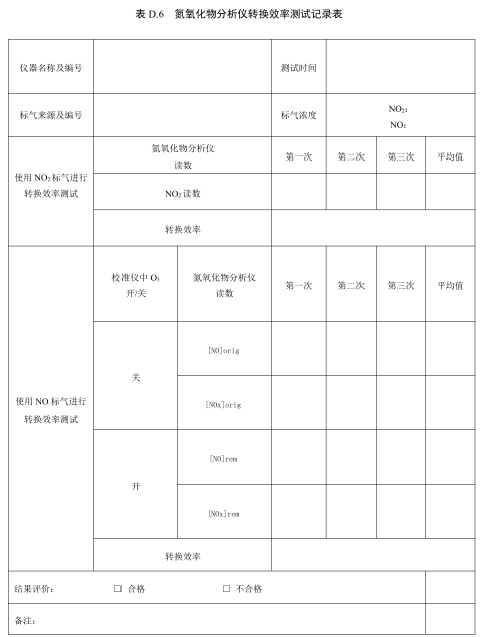 表 D.6 氮氧化物分析仪转换效率测试记录表
仪器名称及编号
测试时间
标气来源及编号
标气浓度
NO2:
NO:
使用 NO2 标气进行
转换效率测试
氮氧化物分析仪
读数
第一次
第二次
第三次
平均值
NO2 读数
转换效率
使用 NO 标气进行
转换效率测试
校准仪中 O3
开/关
氮氧化物分析仪
读数
第一次
第二次
第三次
平均值
关
[NO]orig
[NOx]orig
开
[NO]rem
[NOx]rem
转换效率
结果评价: □ 合格 □ 不合格
备注: